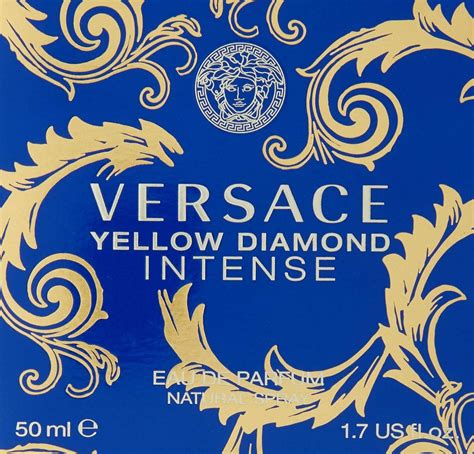 VERSACE
YELLOW DIAMOND
INTENSE
EAU DE PARFUM
NATURAL SPRAY
50 ml ℮ 1.7 US fl.oz.